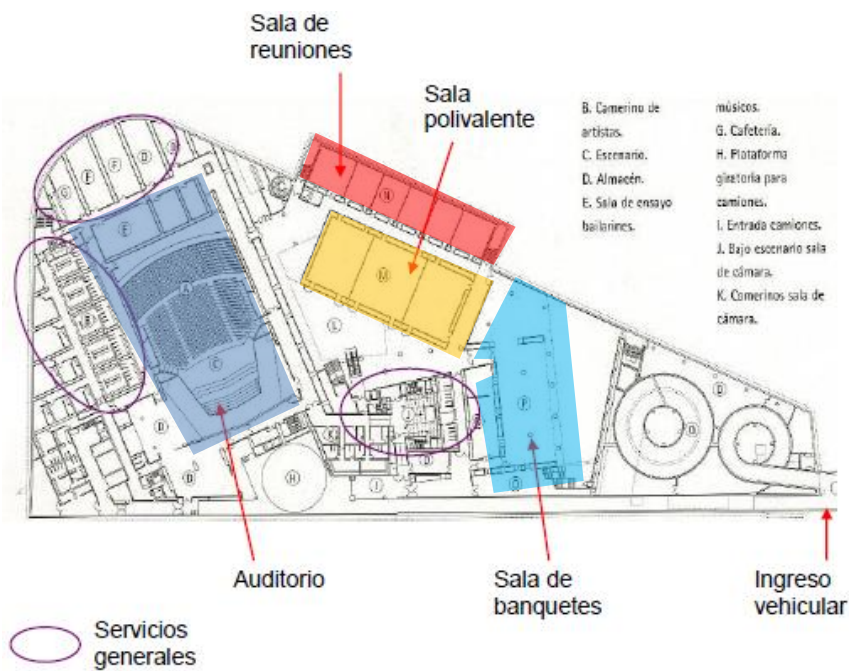 Sala de
reuniones
Sala
polivalente
B. Camerino de
artistas.
C. Escenario.
D. Almacén.
E. Sala de ensayo
bailarines.
músicos.
G. Cafetería.
H. Plataforma
giratoria para
camiones.
I. Entrada camiones.
J. Bajo escenario sala
de cámara.
K. Camerinos sala de
cámara.
G
E
F
D
N
M
A
L
C
P
K
D
H
I
D
Q
D
Auditorio
Sala de
banquetes
Ingreso
vehicular
Servicios
generales